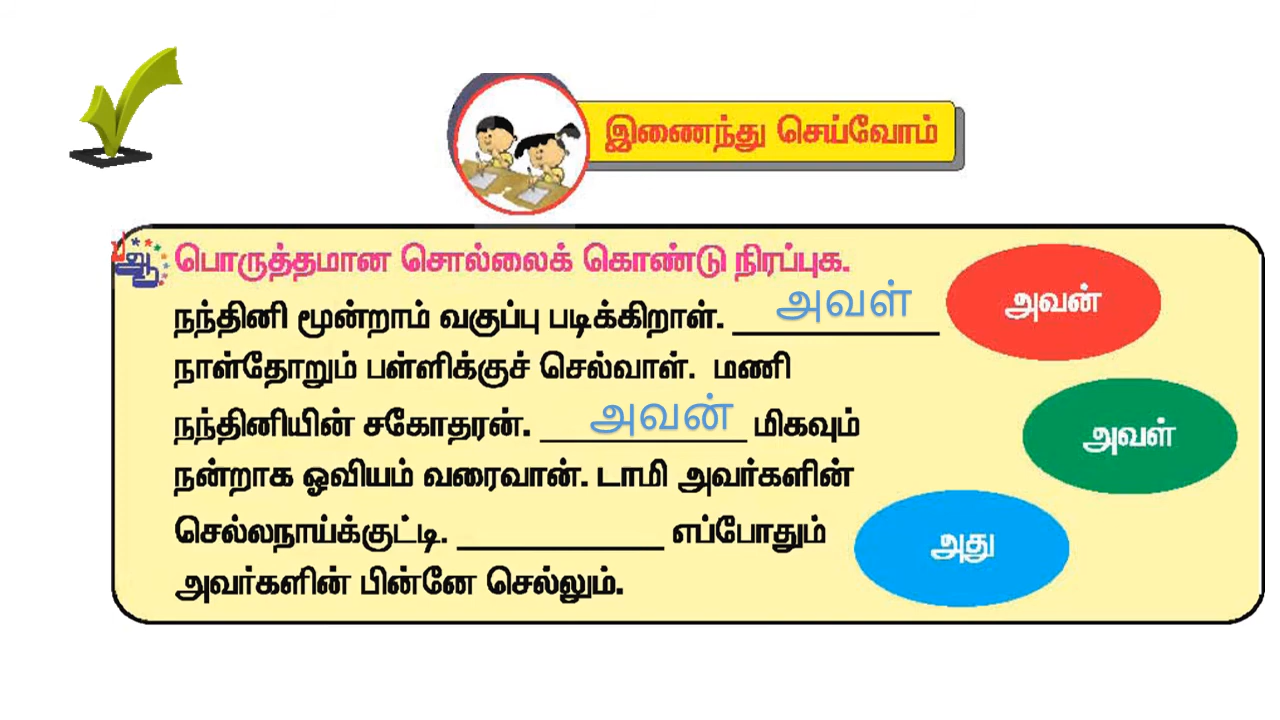 இணைந்து செய்வோம்
ஆ பொருத்தமான சொல்லைக் கொண்டு நிரப்புக.
நந்தினி மூன்றாம் வகுப்பு படிக்கிறாள். அவள்
நாள்தோறும் பள்ளிக்குச் செல்வாள். மணி
நந்தினியின் சகோதரன். அவன் மிகவும்
நன்றாக ஓவியம் வரைவான். டாமி அவர்களின்
செல்லநாய்க்குட்டி. ____________ எப்போதும்
அவர்களின் பின்னே செல்லும்.
அவன்
அவள்
அது